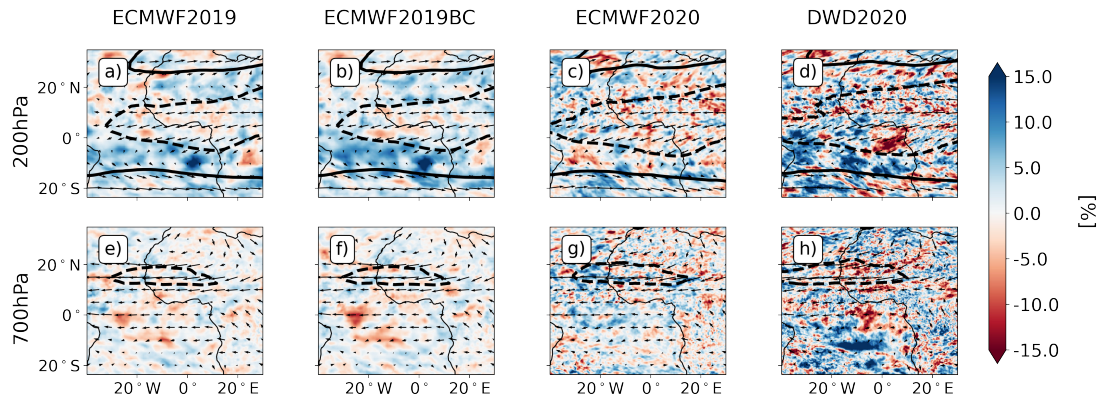 ECMWF2019 ECMWF2019BC ECMWF2020 DWD2020
200hPa
a) b) c) d)
20°N
0°
20°S
700hPa
e) f) g) h)
20°N
0°
20°S
20°W 0° 20°E 20°W 0° 20°E 20°W 0° 20°E 20°W 0° 20°E
15.0
10.0
5.0
0.0
-5.0
-10.0
-15.0
[%]